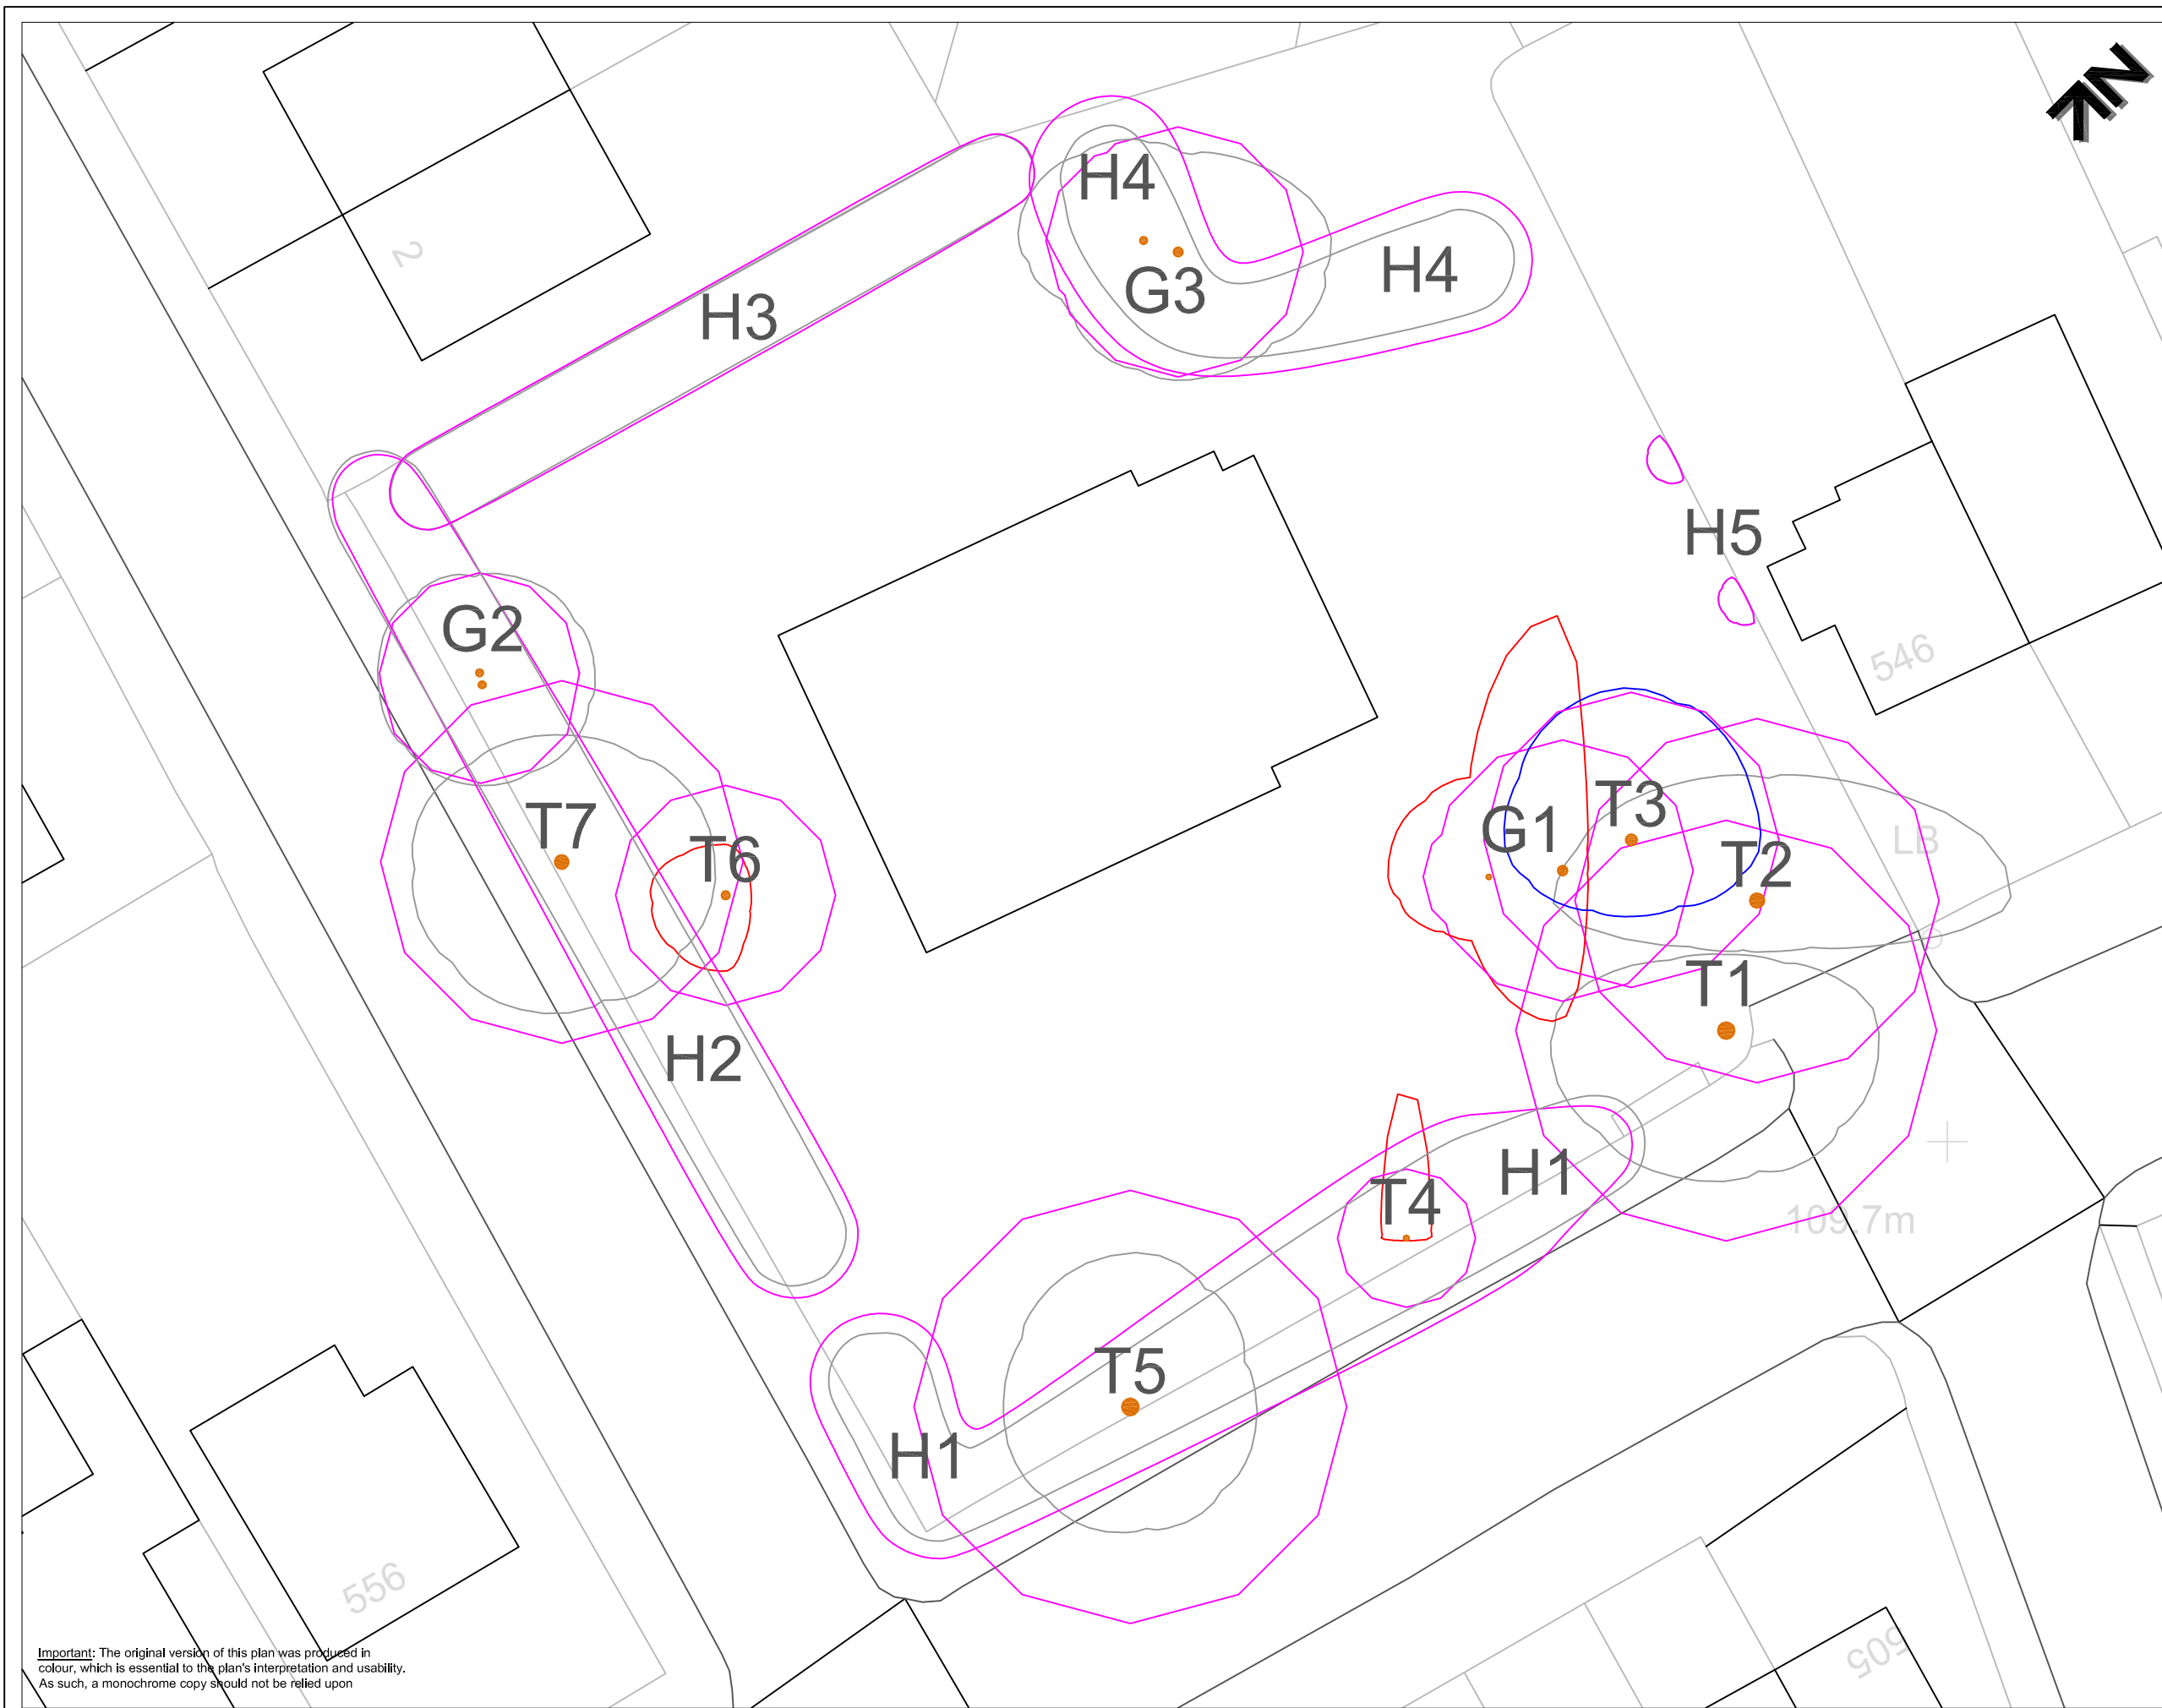 N
H4
H4
G3
2
H3
H5
G2
546
T3
G1
LB
T7
T6
T2
T1
H2
H1
T4
109.7m
T5
H1
556
505
Important: The original version of this plan was produced in
colour, which is essential to the plan's interpretation and usability.
As such, a monochrome copy should not be relied upon